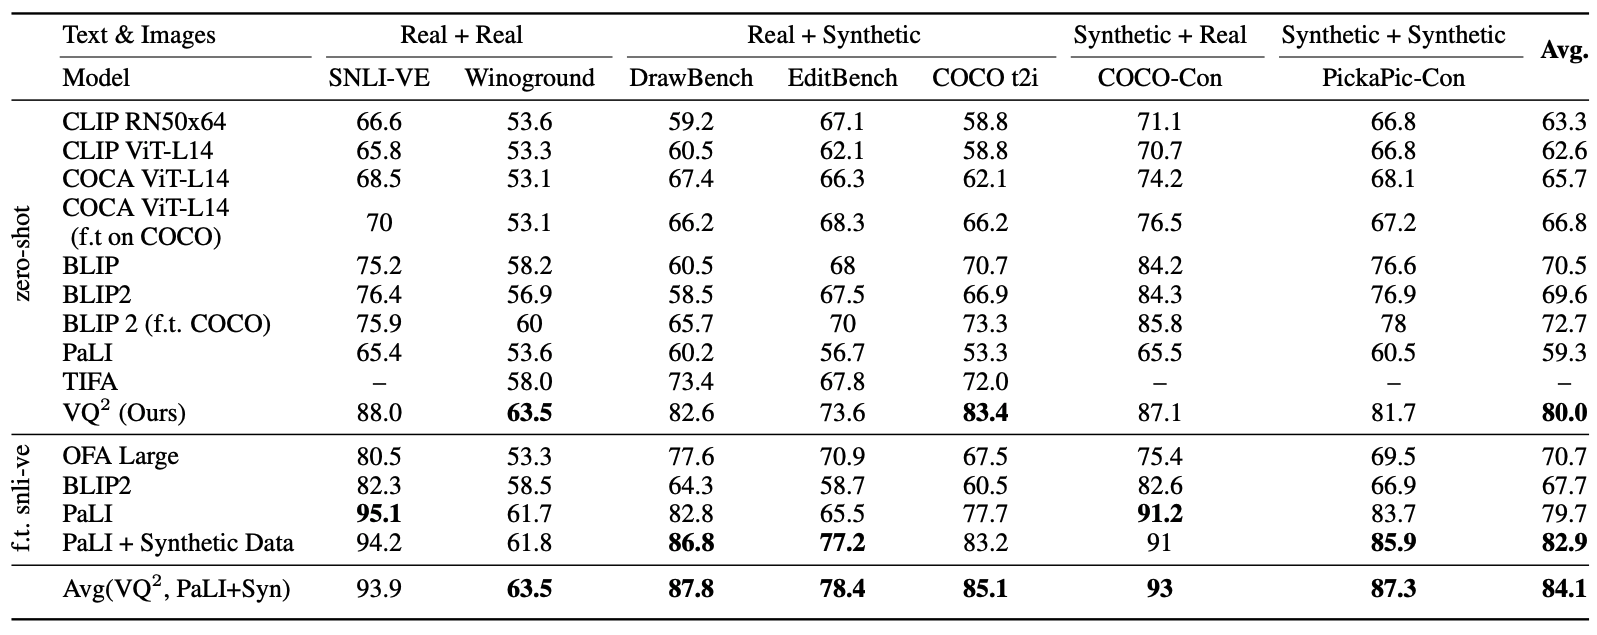 Text & Images Real + Real Real + Synthetic Synthetic + Real Synthetic + Synthetic Avg.
Model SNLI-VE Winoground DrawBench EditBench COCO t2i COCO-Con PickaPic-Con
zero-shot
CLIP RN50x64 66.6 53.6 59.2 67.1 58.8 71.1 66.8 63.3
CLIP ViT-L14 65.8 53.3 60.5 62.1 58.8 70.7 66.8 62.6
COCA ViT-L14 68.5 53.1 67.4 66.3 62.1 74.2 68.1 65.7
COCA ViT-L14
(f.t on COCO) 70 53.1 66.2 68.3 66.2 76.5 67.2 66.8
BLIP 75.2 58.2 60.5 68 70.7 84.2 76.6 70.5
BLIP2 76.4 56.9 58.5 67.5 66.9 84.3 76.9 69.6
BLIP 2 (f.t. COCO) 75.9 60 65.7 70 73.3 85.8 78 72.7
PaLI 65.4 53.6 60.2 56.7 53.3 65.5 60.5 59.3
TIFA – 58.0 73.4 67.8 72.0 – – –
VQ² (Ours) 88.0 63.5 82.6 73.6 83.4 87.1 81.7 80.0
f.t. snli-ve
OFA Large 80.5 53.3 77.6 70.9 67.5 75.4 69.5 70.7
BLIP2 82.3 58.5 64.3 58.7 60.5 82.6 66.9 67.7
PaLI 95.1 61.7 82.8 65.5 77.7 91.2 83.7 79.7
PaLI + Synthetic Data 94.2 61.8 86.8 77.2 83.2 91 85.9 82.9
Avg(VQ², PaLI+Syn) 93.9 63.5 87.8 78.4 85.1 93 87.3 84.1